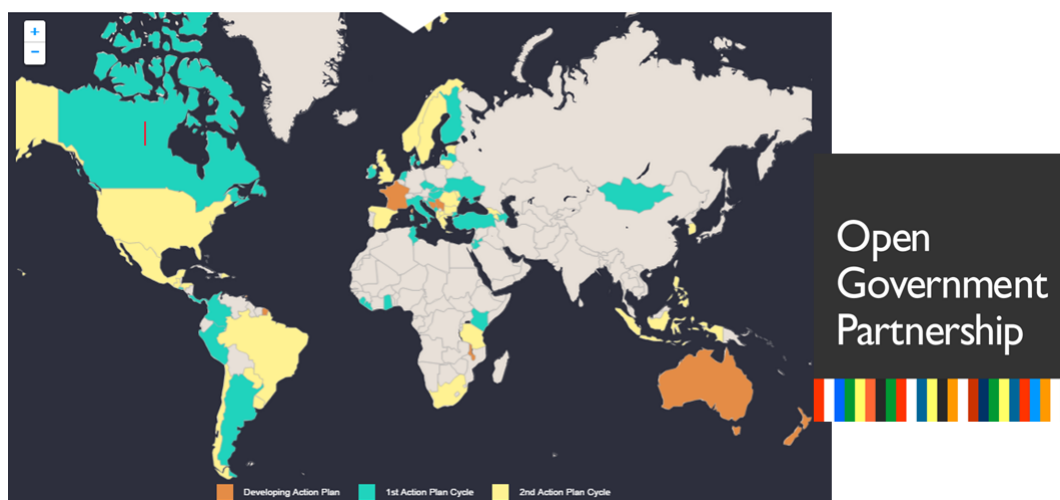 +
−
Open
Government
Partnership
Developing Action Plan
1st Action Plan Cycle
2nd Action Plan Cycle